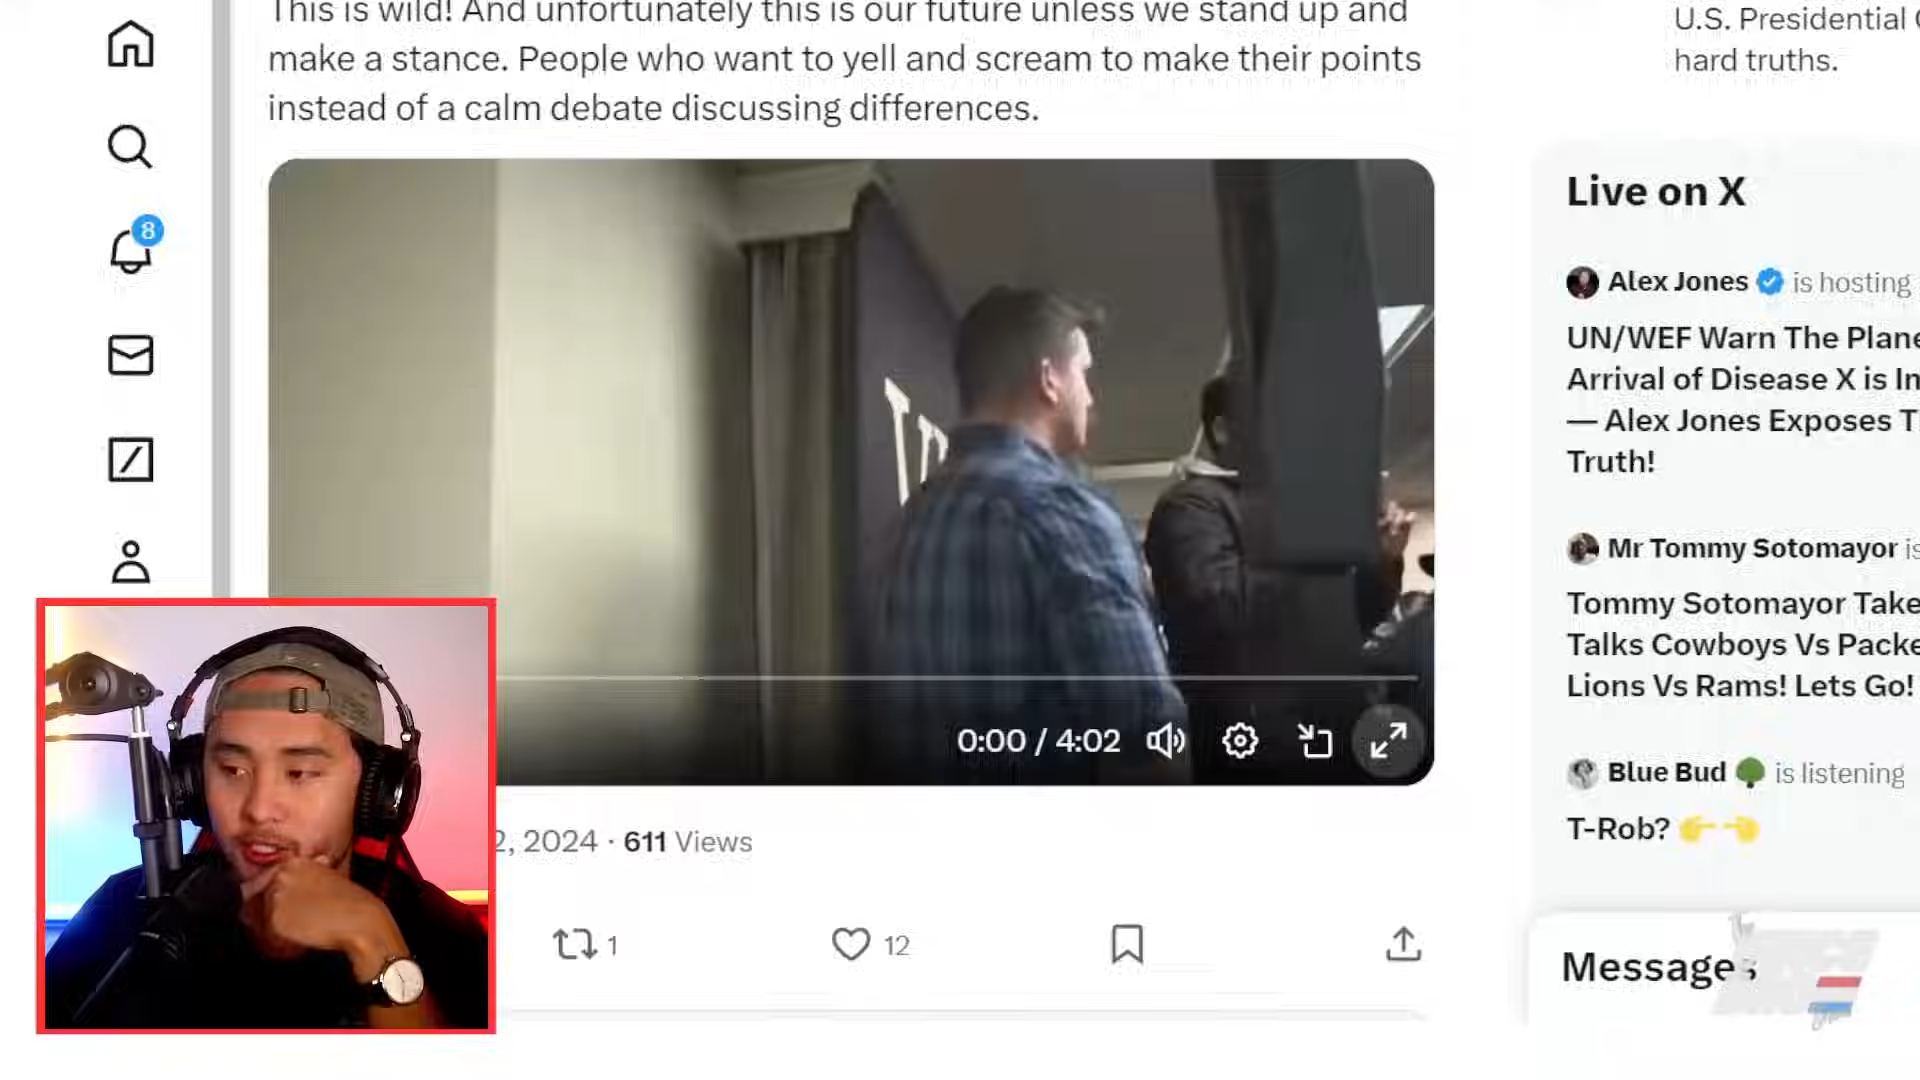 This is wild! And unfortunately this is our future unless we stand up and
make a stance. People who want to yell and scream to make their points
instead of a calm debate discussing differences.
8
0:00 / 4:02
2, 2024 · 611 Views
1
12
U.S. Presidential
hard truths.
Live on X
Alex Jones is hosting
UN/WEF Warn The Plane
Arrival of Disease X is In
— Alex Jones Exposes T
Truth!
Mr Tommy Sotomayor is
Tommy Sotomayor Take
Talks Cowboys Vs Packe
Lions Vs Rams! Lets Go!
Blue Bud is listening
T-Rob?
Messages